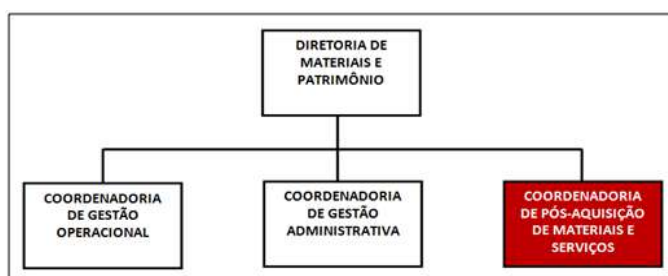 DIRETORIA DE
MATERIAIS E
PATRIMÔNIO
COORDENADORIA
DE GESTÃO
OPERACIONAL
COORDENADORIA
DE GESTÃO
ADMINISTRATIVA
COORDENADORIA
DE PÓS-AQUISIÇÃO
DE MATERIAIS E
SERVIÇOS